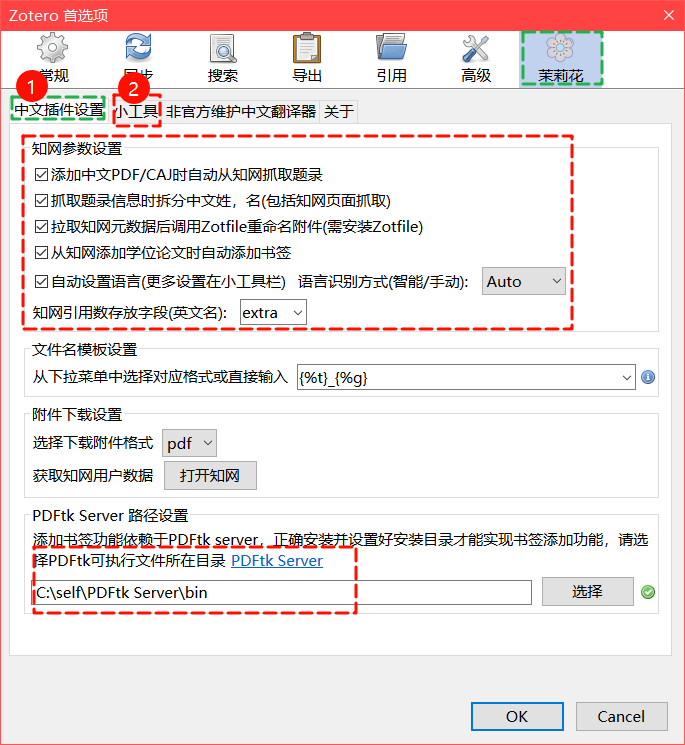 Zotero 首选项
常规 同步 搜索 导出 引用 高级 茉莉花
1 2
中文插件设置 小工具 非官方维护中文翻译器 关于
知网参数设置
添加中文PDF/CAJ时自动从知网抓取题录
抓取题录信息时拆分中文姓，名(包括知网页面抓取)
拉取知网元数据后调用Zotfile重命名附件(需安装Zotfile)
从知网添加学位论文时自动添加书签
自动设置语言(更多设置在小工具栏) 语言识别方式(智能/手动): Auto
知网引用数存放字段(英文名): extra
文件名模板设置
从下拉菜单中选择对应格式或直接输入 {%t}_{%g}
附件下载设置
选择下载附件格式 pdf
获取知网用户数据 打开知网
PDFtk Server 路径设置
添加书签功能依赖于PDFtk server，正确安装并设置好安装目录才能实现书签添加功能，请选
择PDFtk可执行文件所在目录 PDFtk Server
C:\self\PDFtk Server\bin 选择
OK Cancel